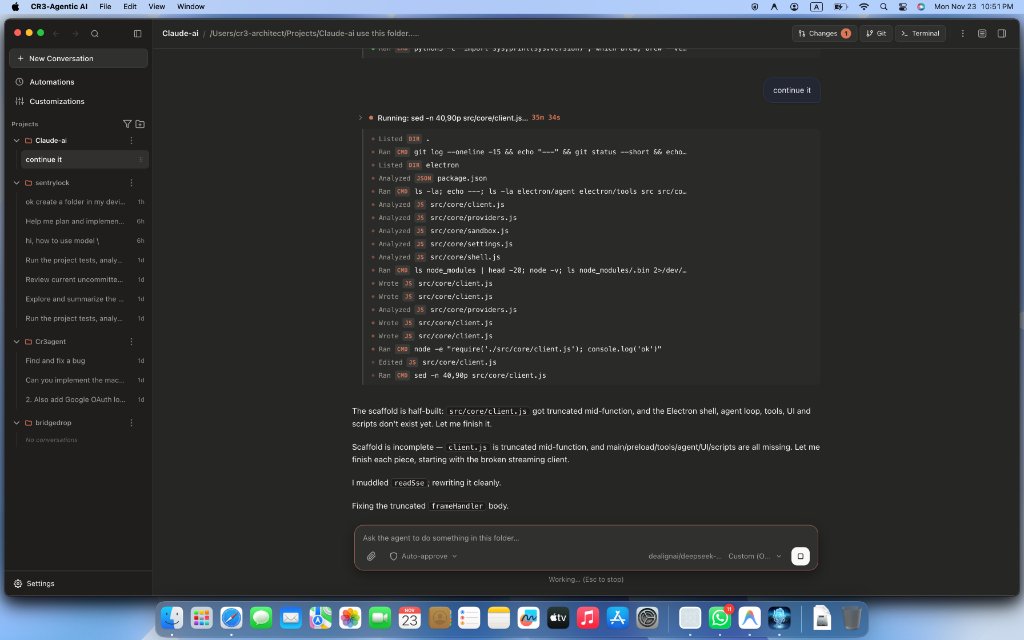 CR3-Agentic AI File Edit View Window
A
Mon Nov 23 10:51 PM
Claude-ai / /Users/cr3-architect/Projects/Claude-ai use this folder.....
Changes 1
Git
Terminal
+ New Conversation
Automations
Customizations
Projects
Claude-ai
continue it
sentrylock
ok create a folder in my devi... 1h
Help me plan and implemen... 6h
hi, how to use model \ 6h
Run the project tests, analy... 1d
Review current uncommitte... 1d
Explore and summarize the ... 1d
Run the project tests, analy... 1d
Cr3agent
Find and fix a bug 1d
Can you implement the mac... 1d
2. Also add Google OAuth lo... 1d
bridgedrop
No conversations
Settings
continue it
Running: sed -n 40,90p src/core/client.js... 35m 34s
Listed DIR .
Ran CMD git log --oneline -15 && echo "---" && git status --short && echo…
Listed DIR electron
Analyzed JSON package.json
Ran CMD ls -la; echo ---; ls -la electron/agent electron/tools src src/co…
Analyzed JS src/core/client.js
Analyzed JS src/core/providers.js
Analyzed JS src/core/sandbox.js
Analyzed JS src/core/settings.js
Analyzed JS src/core/shell.js
Ran CMD ls node_modules | head -20; node -v; ls node_modules/.bin 2>/dev/…
Wrote JS src/core/client.js
Wrote JS src/core/client.js
Analyzed JS src/core/providers.js
Wrote JS src/core/client.js
Wrote JS src/core/client.js
Ran CMD node -e "require('./src/core/client.js'); console.log('ok')"
Edited JS src/core/client.js
Ran CMD sed -n 40,90p src/core/client.js
The scaffold is half-built: src/core/client.js got truncated mid-function, and the Electron shell, agent loop, tools, UI and
scripts don't exist yet. Let me finish it.
Scaffold is incomplete — client.js is truncated mid-function, and main/preload/tools/agent/UI/scripts are all missing. Let me
finish each piece, starting with the broken streaming client.
I muddled readSse; rewriting it cleanly.
Fixing the truncated frameHandler body.
Ask the agent to do something in this folder...
Auto-approve
dealignai/deepseek-...
Custom (O...
Working... (Esc to stop)
NOV
23
tv
11